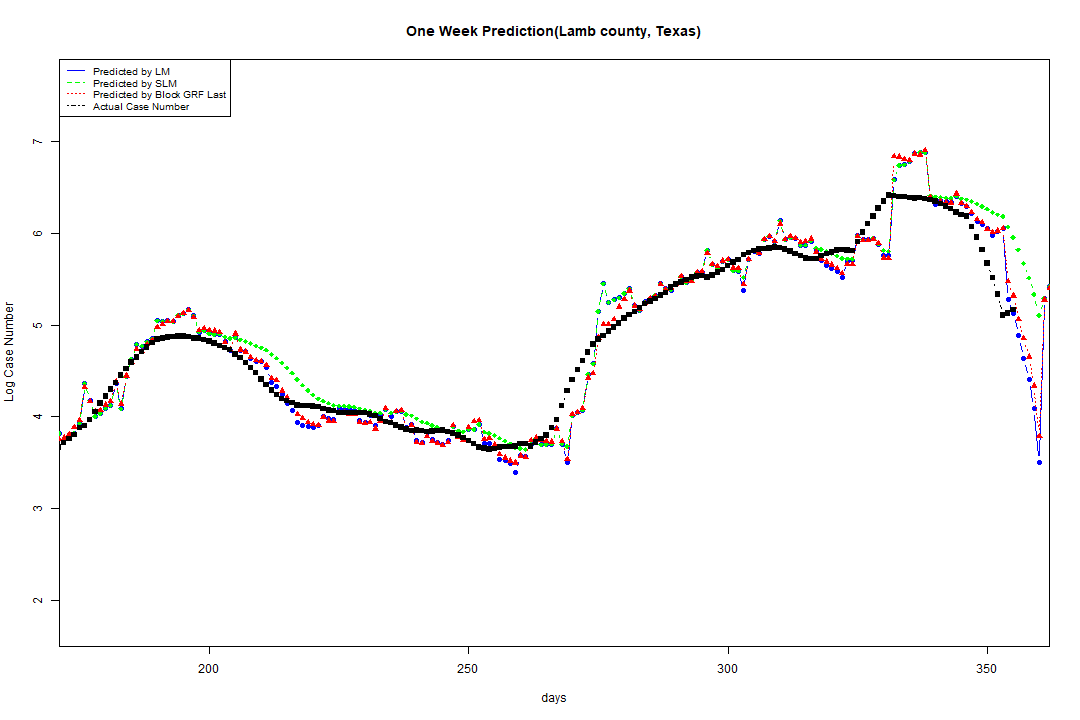 One Week Prediction(Lamb county, Texas)
Predicted by LM
Predicted by SLM
Predicted by Block GRF Last
Actual Case Number
7
6
5
4
3
2
Log Case Number
200 250 300 350
days